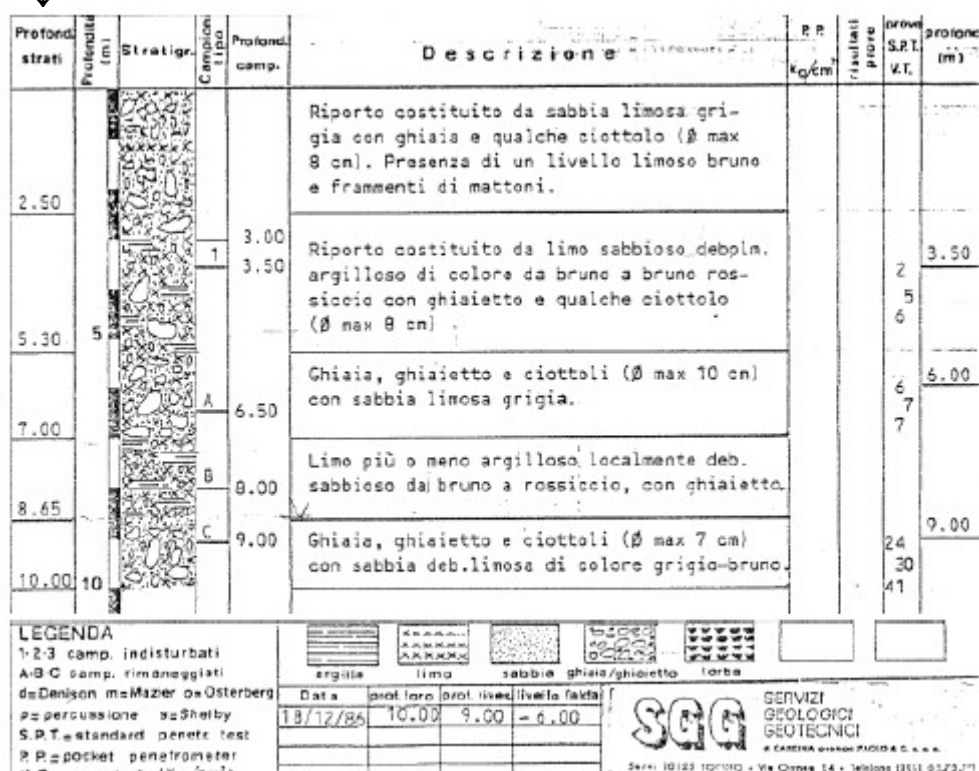 Profond. strati
Profondità (m)
Stratigr.
Campioni tipo
Profond. camp.
Descrizione
P.P. Kg/cm²
risultati prove
prove S.P.T. V.T.
profond. (m)
Riporto costituito da sabbia limosa gri-
gia con ghiaia e qualche ciottolo (Ø max
8 cm). Presenza di un livello limoso bruno
e frammenti di mattoni.
2.50
3.00
1
3.50
Riporto costituito da limo sabbioso debolm.
argilloso di colore da bruno a bruno ros-
siccio con ghiaietto e qualche ciottolo
(Ø max 8 cm).
3.50
2
5
6
5
5.30
Ghiaia, ghiaietto e ciottoli (Ø max 10 cm)
con sabbia limosa grigia.
A
6.50
6.00
6
7
7
7.00
Limo più o meno argilloso, localmente deb.
sabbioso da bruno a rossiccio, con ghiaietto.
B
8.00
8.65
C
9.00
Ghiaia, ghiaietto e ciottoli (Ø max 7 cm)
con sabbia deb.limosa di colore grigio-bruno.
9.00
24
30
41
10.00 10
LEGENDA
1-2-3 camp. indisturbati
A-B-C camp. rimaneggiati
d=Denison m=Mazier o=Osterberg
p=percussione s=Shelby
S.P.T.=standard penetr. test
P.P.=pocket penetrometer
argilla limo sabbia ghiaia/ghiaietto torba
Data prof. foro prof. rives. livello falda
18/12/86 10.00 9.00 -6.00
SGG
SERVIZI
GEOLOGICI
GEOTECNICI